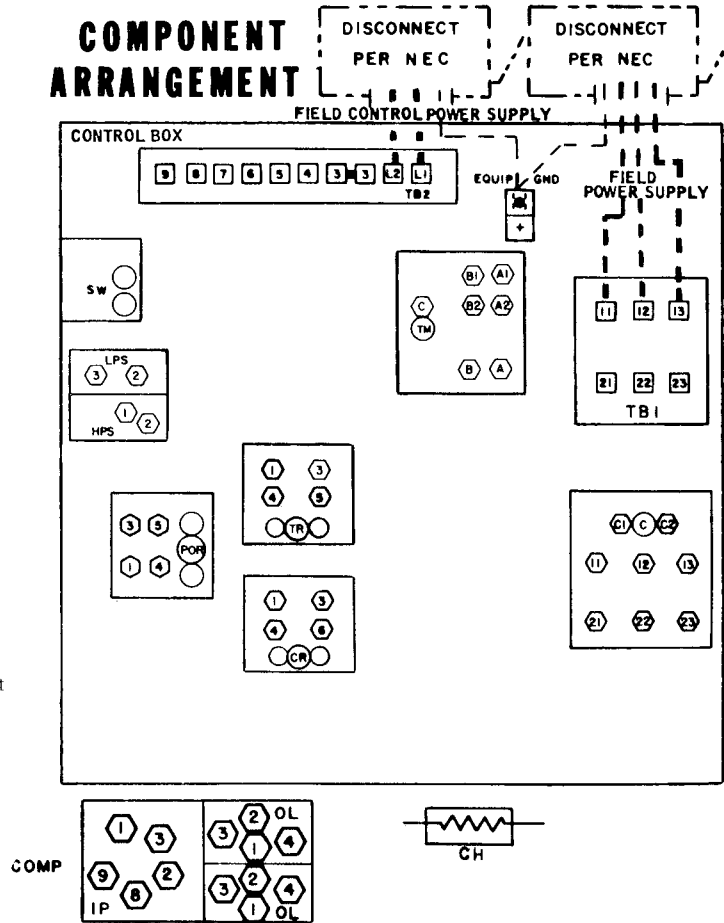 COMPONENT
ARRANGEMENT
DISCONNECT
PER NEC
DISCONNECT
PER NEC
FIELD CONTROL POWER SUPPLY
CONTROL BOX
9 8 7 6 5 4 3 3 L2 L1
TB2
EQUIP GND
+
FIELD
POWER SUPPLY
SW
B1 A1
C B2 A2
TM
B A
11 12 13
21 22 23
TB1
LPS
3 2
1 2
HPS
1 3
4 5
TR
3 5
POR
1 4
C1 C C2
11 12 13
21 22 23
1 3
4 6
CR
t
COMP
1 3
9 2
8
IP
2 OL
3 4
1
2
3 4
1 OL
CH